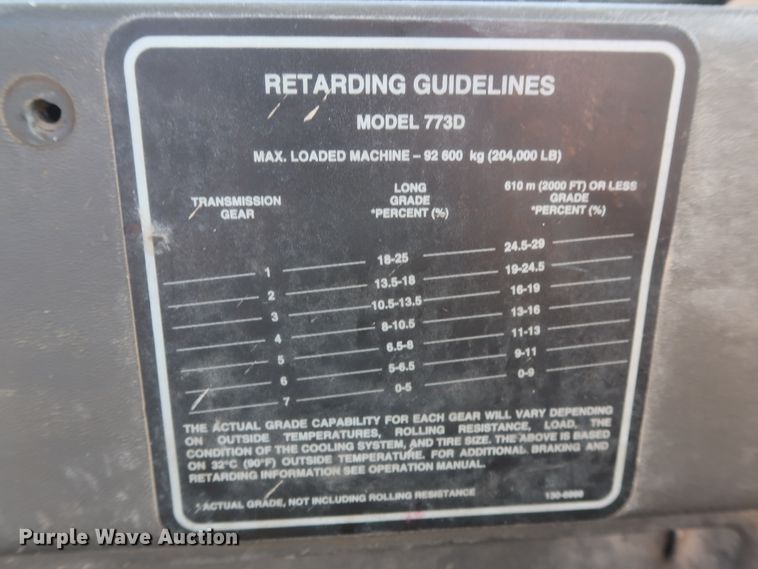 RETARDING GUIDELINES
MODEL 773D
MAX. LOADED MACHINE – 92 600 kg (204,000 LB)
TRANSMISSION GEAR LONG GRADE *PERCENT (%) 610 m (2000 FT) OR LESS GRADE *PERCENT (%)
1 18-25 24.5-29
2 13.5-18 19-24.5
3 10.5-13.5 16-19
4 8-10.5 13-16
5 6.5-8 11-13
6 5-6.5 9-11
7 0-5 0-9
THE ACTUAL GRADE CAPABILITY FOR EACH GEAR WILL VARY DEPENDING
ON OUTSIDE TEMPERATURES, ROLLING RESISTANCE, LOAD, THE
CONDITION OF THE COOLING SYSTEM, AND TIRE SIZE. THE ABOVE IS BASED
ON 32°C (90°F) OUTSIDE TEMPERATURE. FOR ADDITIONAL BRAKING AND
RETARDING INFORMATION SEE OPERATION MANUAL.
*ACTUAL GRADE, NOT INCLUDING ROLLING RESISTANCE
Purple Wave Auction